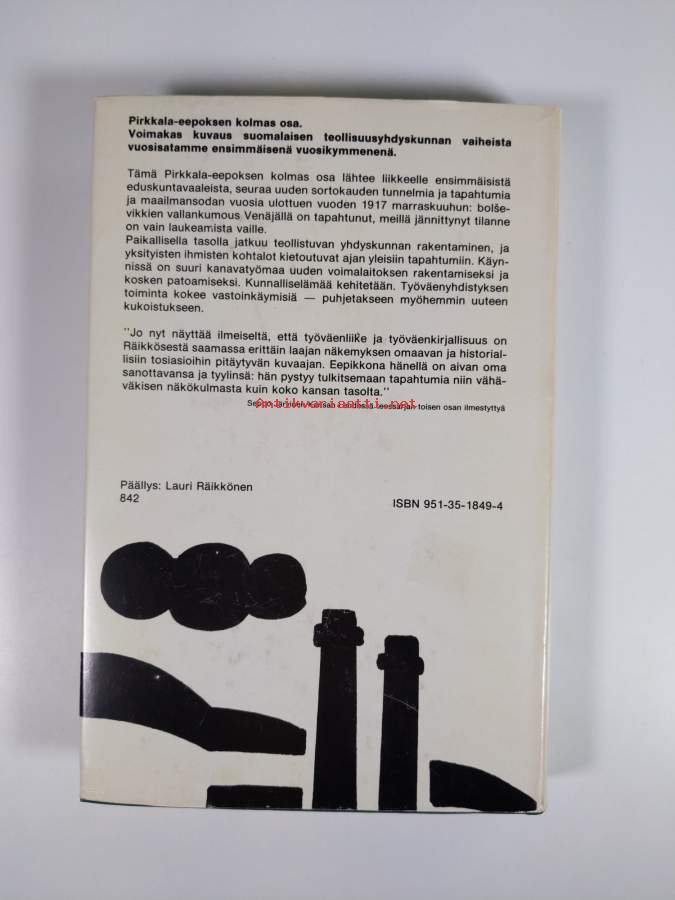 Pirkkala-eepoksen kolmas osa.
Voimakas kuvaus suomalaisen teollisuusyhdyskunnan vaiheista
vuosisatamme ensimmäisenä vuosikymmenenä.
Tämä Pirkkala-eepoksen kolmas osa lähtee liikkeelle ensimmäisistä
eduskuntavaaleista, seuraa uuden sortokauden tunnelmia ja tapahtumia
ja maailmansodan vuosia ulottuen vuoden 1917 marraskuuhun: bolše-
vikkien vallankumous Venäjällä on tapahtunut, meillä jännittynyt tilanne
on vain laukeamista vaille.
Paikallisella tasolla jatkuu teollistuvan yhdyskunnan rakentaminen, ja
yksityisten ihmisten kohtalot kietoutuvat ajan yleisiin tapahtumiin. Käyn-
nissä on suuri kanavatyömaa uuden voimalaitoksen rakentamiseksi ja
kosken patoamiseksi. Kunnalliselämää kehitetään. Työväenyhdistyksen
toiminta kokee vastoinkäymisiä — puhjetakseen myöhemmin uuteen
kukoistukseen.
"Jo nyt näyttää ilmeiseltä, että työväenliike ja työväenkirjallisuus on
Räikkösestä saamassa erittäin laajan näkemyksen omaavan ja historial-
lisiin tosiasioihin pitäytyvän kuvaajan. Eepikkona hänellä on aivan oma
sanottavansa ja tyylinsä: hän pystyy tulkitsemaan tapahtumia niin vähä-
väkisen näkökulmasta kuin koko kansan tasolta."
teossarjan toisen osan ilmestyttyä
Antikvariaatti.net
Päällys: Lauri Räikkönen
842
ISBN 951-35-1849-4